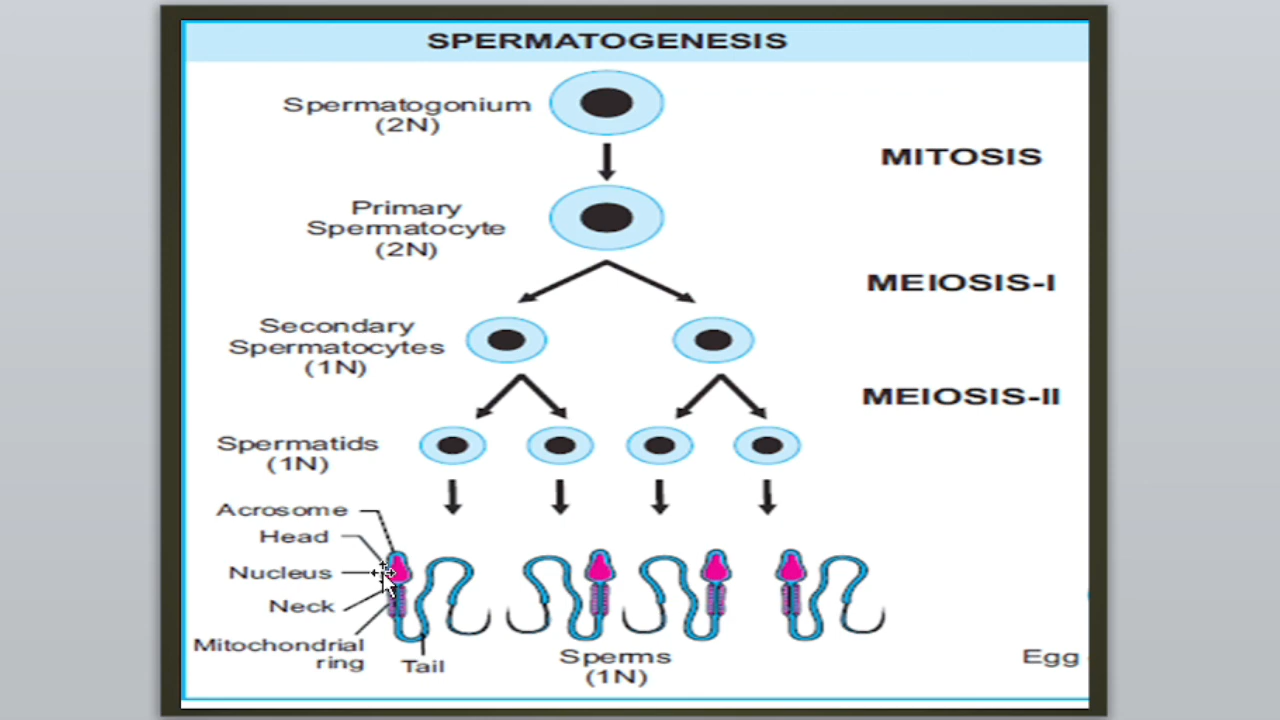 SPERMATOGENESIS
Spermatogonium
(2N)
MITOSIS
Primary
Spermatocyte
(2N)
MEIOSIS-I
Secondary
Spermatocytes
(1N)
MEIOSIS-II
Spermatids
(1N)
Acrosome
Head
Nucleus
Neck
Mitochondrial
ring
Tail
Sperms
(1N)
Egg